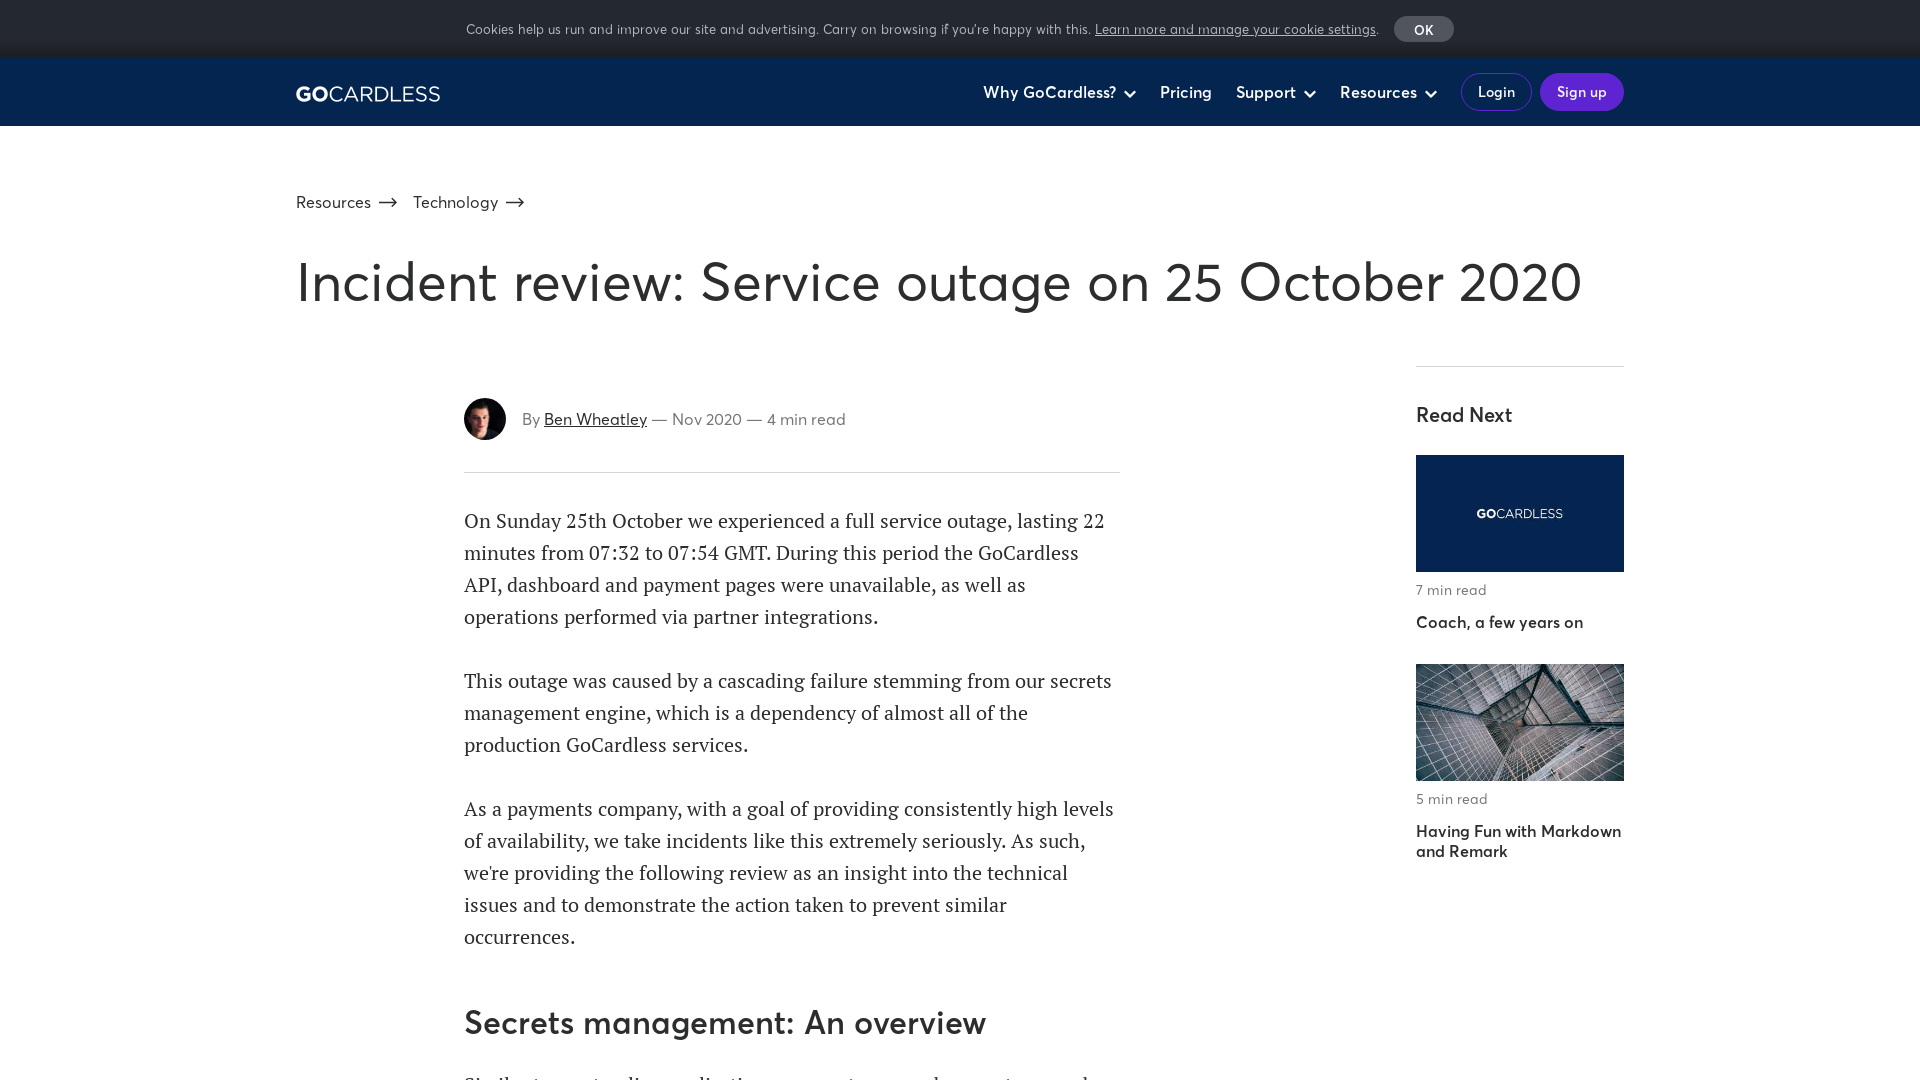 Cookies help us run and improve our site and advertising. Carry on browsing if you're happy with this. Learn more and manage your cookie settings. OK
GOCARDLESS Why GoCardless? Pricing Support Resources Login Sign up
Resources Technology
Incident review: Service outage on 25 October 2020
By Ben Wheatley — Nov 2020 — 4 min read
On Sunday 25th October we experienced a full service outage, lasting 22
minutes from 07:32 to 07:54 GMT. During this period the GoCardless
API, dashboard and payment pages were unavailable, as well as
operations performed via partner integrations.
This outage was caused by a cascading failure stemming from our secrets
management engine, which is a dependency of almost all of the
production GoCardless services.
As a payments company, with a goal of providing consistently high levels
of availability, we take incidents like this extremely seriously. As such,
we're providing the following review as an insight into the technical
issues and to demonstrate the action taken to prevent similar
occurrences.
Secrets management: An overview
Read Next
GOCARDLESS
7 min read
Coach, a few years on
5 min read
Having Fun with Markdown
and Remark